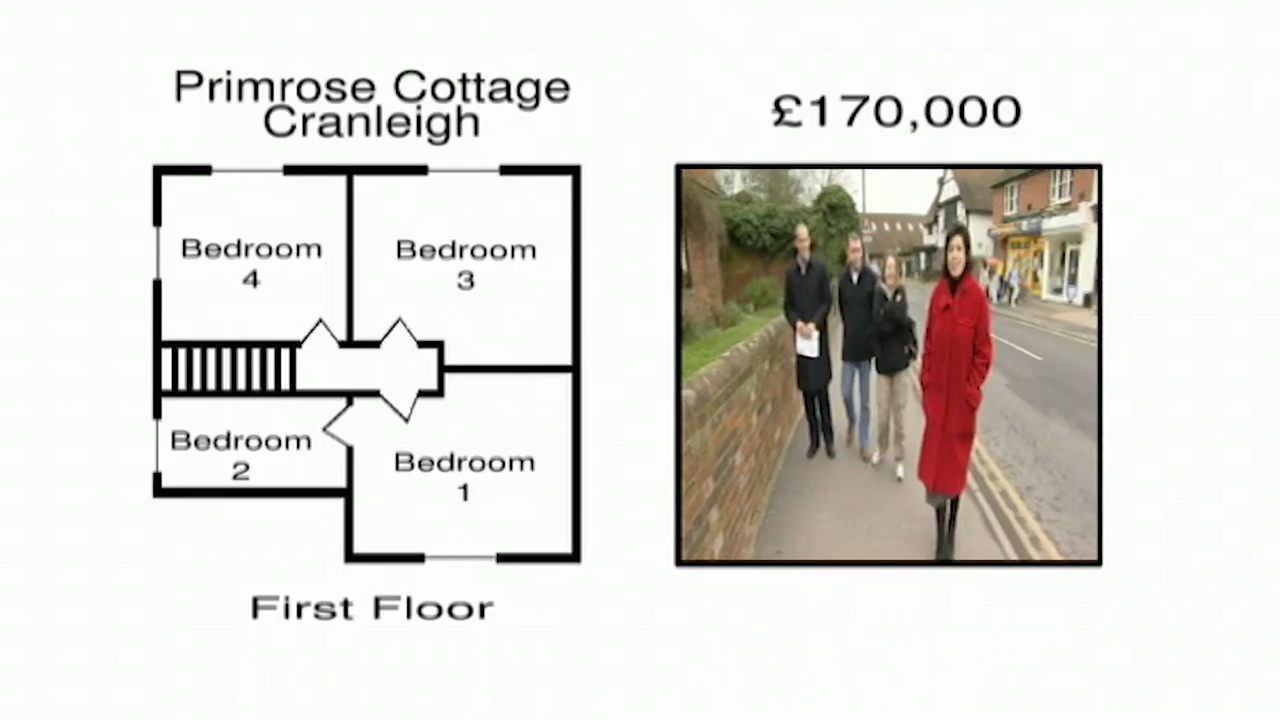 Primrose Cottage
Cranleigh
£170,000
Bedroom
4
Bedroom
3
Bedroom
2
Bedroom
1
First Floor